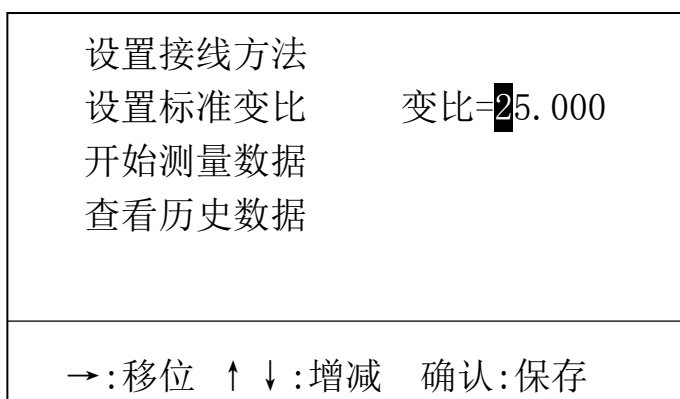 设置接线方法
设置标准变比 变比=25.000
开始测量数据
查看历史数据
→:移位 ↑↓:增减 确认:保存